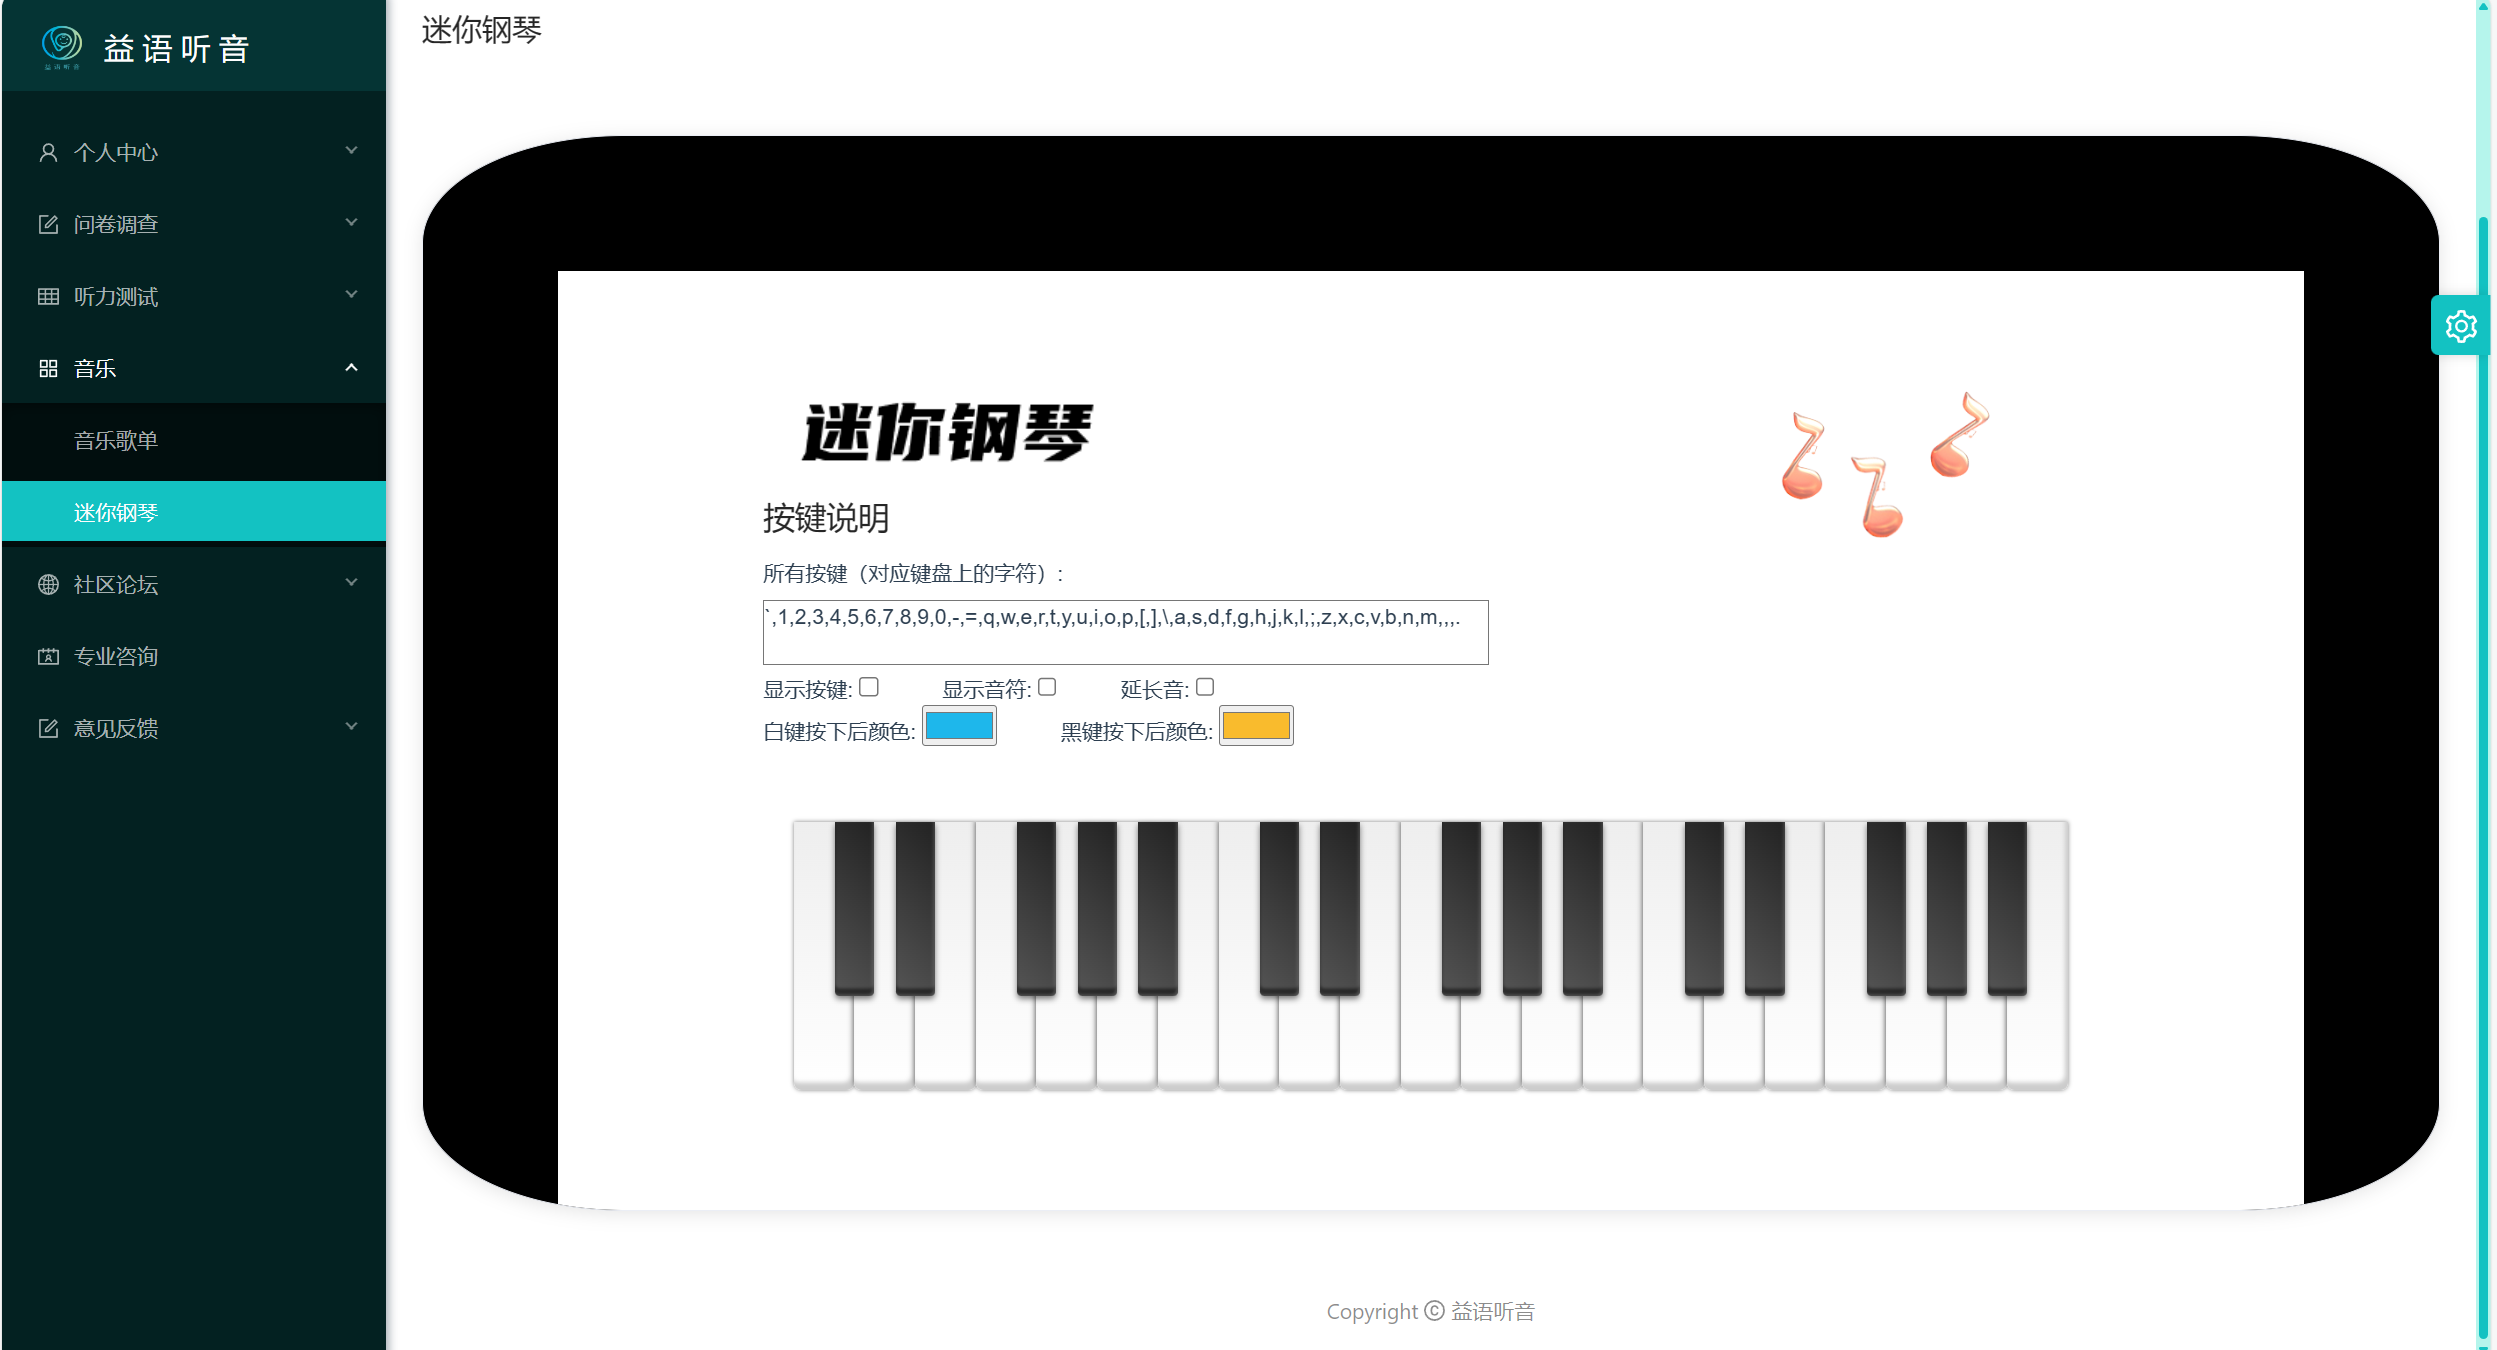 益语听音
益语听音
个人中心
问卷调查
听力测试
音乐
音乐歌单
迷你钢琴
社区论坛
专业咨询
意见反馈
迷你钢琴
迷你钢琴
按键说明
所有按键（对应键盘上的字符）:
`,1,2,3,4,5,6,7,8,9,0,-,=,q,w,e,r,t,y,u,i,o,p,[,],\,a,s,d,f,g,h,j,k,l,;,z,x,c,v,b,n,m,,,.
显示按键: 显示音符: 延长音:
白键按下后颜色: 黑键按下后颜色:
Copyright © 益语听音